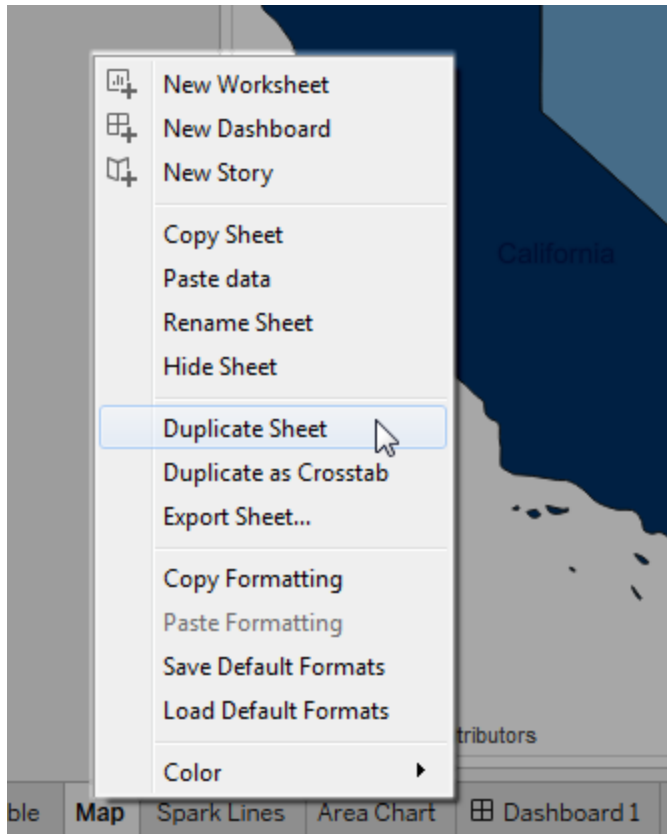 New Worksheet
New Dashboard
New Story
Copy Sheet
Paste data
Rename Sheet
Hide Sheet
California
Duplicate Sheet
Duplicate as Crosstab
Export Sheet...
Copy Formatting
Paste Formatting
Save Default Formats
Load Default Formats
tributors
Color
ble Map Spark Lines Area Chart Dashboard 1